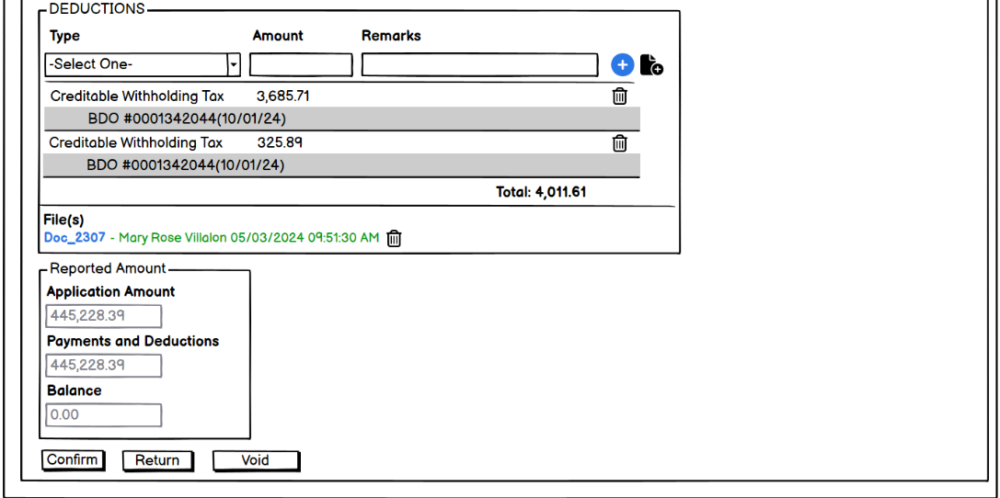 DEDUCTIONS
Type Amount Remarks
-Select One-
Creditable Withholding Tax 3,685.71
BDO #0001342044(10/01/24)
Creditable Withholding Tax 325.89
BDO #0001342044(10/01/24)
Total: 4,011.61
File(s)
Doc_2307 - Mary Rose Villalon 05/03/2024 09:51:30 AM
Reported Amount
Application Amount
445,228.39
Payments and Deductions
445,228.39
Balance
0.00
Confirm Return Void